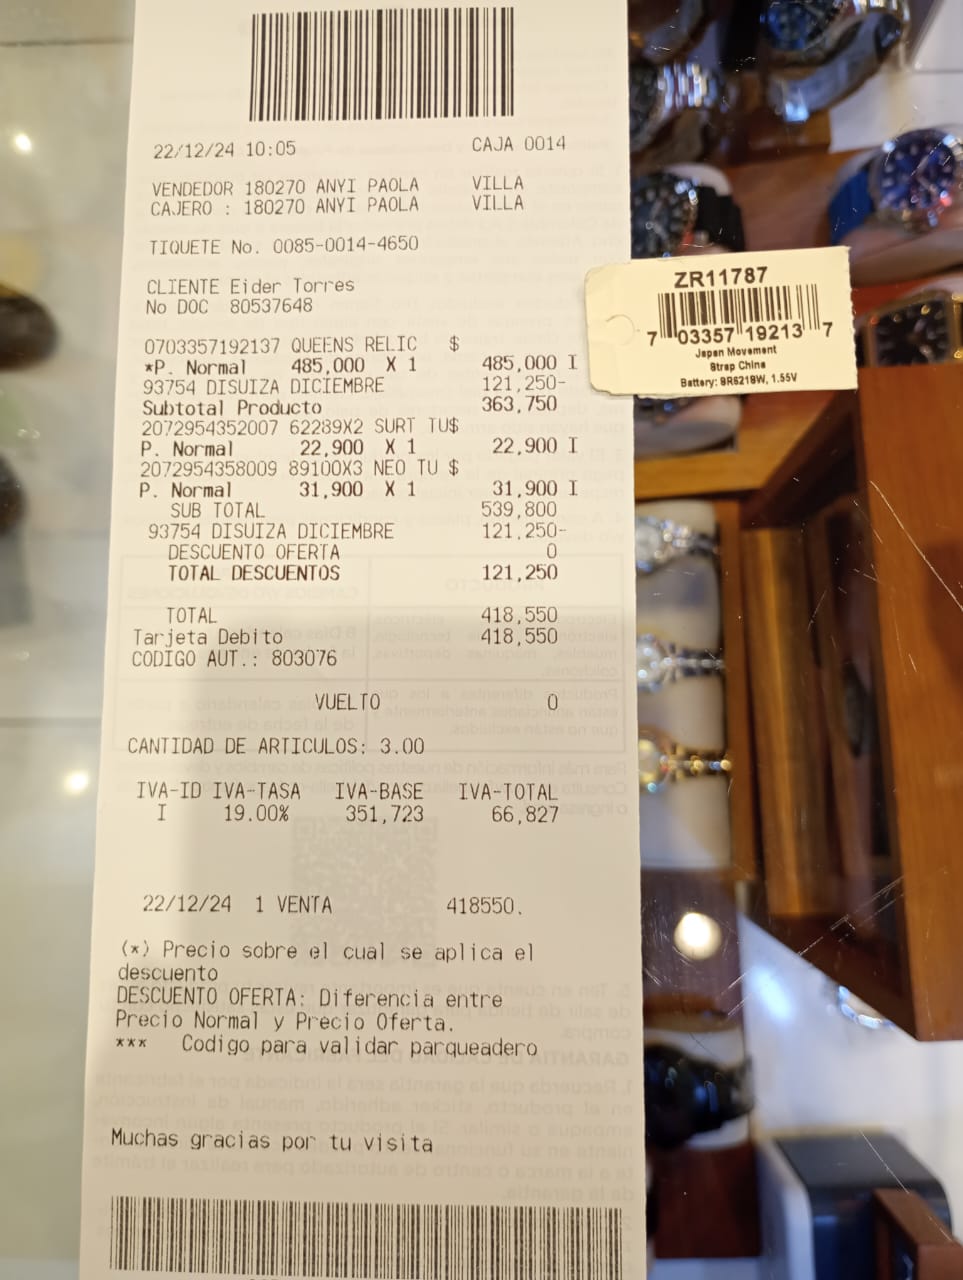 22/12/24 10:05 CAJA 0014
VENDEDOR 180270 ANYI PAOLA VILLA
CAJERO : 180270 ANYI PAOLA VILLA
TIQUETE No. 0085-0014-4650
CLIENTE Eider Torres
No DOC 80537648
0703357192137 QUEENS RELIC $
*P. Normal 485,000 X 1 485,000 I
93754 DISUIZA DICIEMBRE 121,250-
Subtotal Producto 363,750
2072954352007 62289X2 SURT TU$
P. Normal 22,900 X 1 22,900 I
2072954358009 89100X3 NEO TU $
P. Normal 31,900 X 1 31,900 I
SUB TOTAL 539,800
93754 DISUIZA DICIEMBRE 121,250-
DESCUENTO OFERTA 0
TOTAL DESCUENTOS 121,250
TOTAL 418,550
Tarjeta Debito 418,550
CODIGO AUT.: 803076
VUELTO 0
CANTIDAD DE ARTICULOS: 3.00
IVA-ID IVA-TASA IVA-BASE IVA-TOTAL
I 19.00% 351,723 66,827
22/12/24 1 VENTA 418550.
(*) Precio sobre el cual se aplica el
descuento
DESCUENTO OFERTA: Diferencia entre
Precio Normal y Precio Oferta.
*** Codigo para validar parqueadero
Muchas gracias por tu visita
ZR11787
7 03357 19213 7
Japan Movement
Strap China
Battery: SR621SW, 1.55V